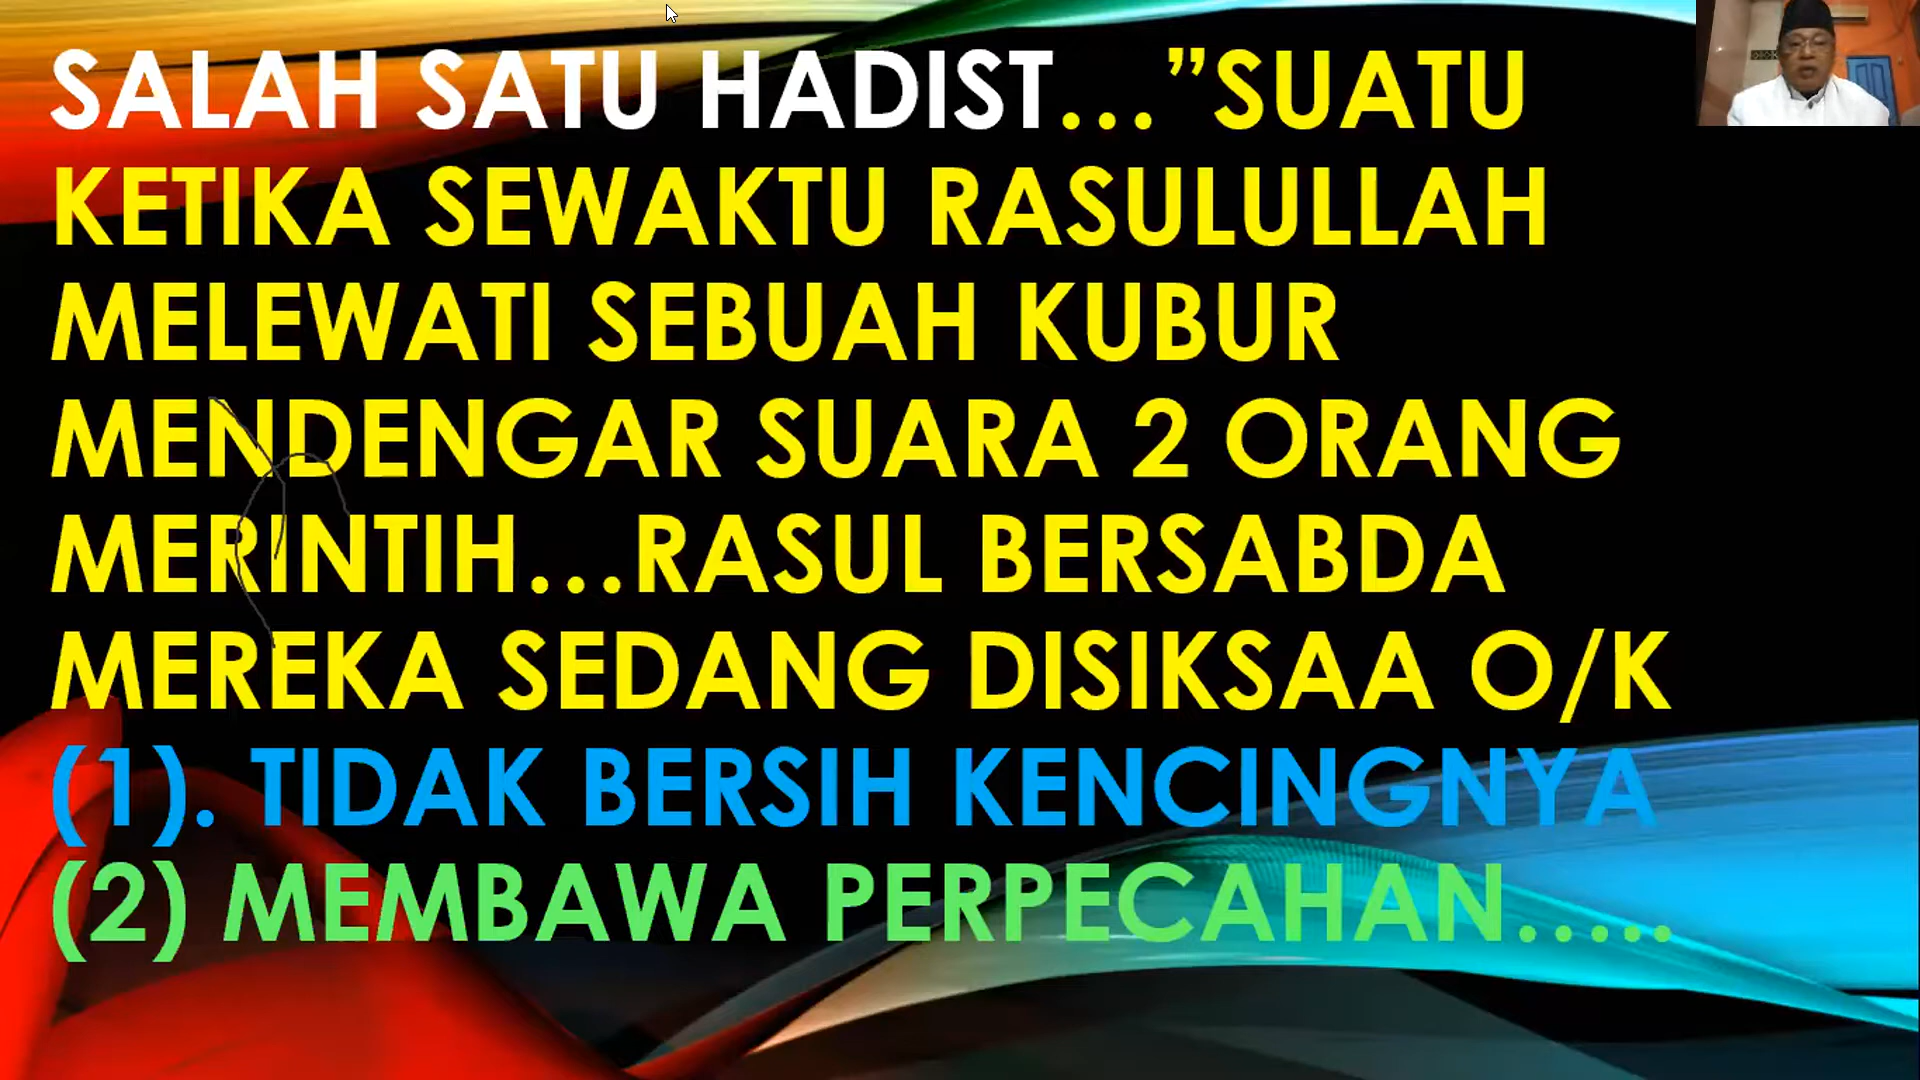 SALAH SATU HADIST...”SUATU
KETIKA SEWAKTU RASULULLAH
MELEWATI SEBUAH KUBUR
MENDENGAR SUARA 2 ORANG
MERINTIH...RASUL BERSABDA
MEREKA SEDANG DISIKSAA O/K
(1). TIDAK BERSIH KENCINGNYA
(2) MEMBAWA PERPECAHAN.....